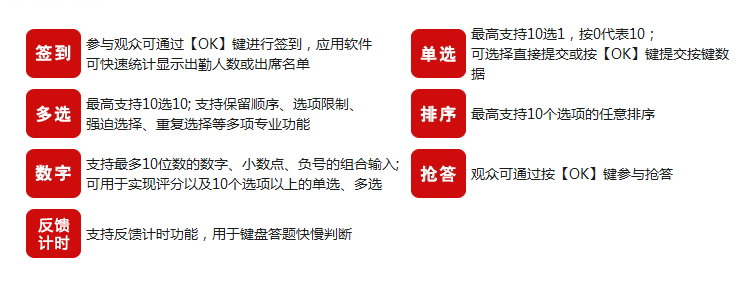 签到
参与观众可通过【OK】键进行签到，应用软件
可快速统计显示出勤人数或出席名单
单选
最高支持10选1，按0代表10；
可选择直接提交或按【OK】键提交按键数
据
多选
最高支持10选10; 支持保留顺序、选项限制、
强迫选择、重复选择等多项专业功能
排序
最高支持10个选项的任意排序
数字
支持最多10位数的数字、小数点、负号的组合输入;
可用于实现评分以及10个选项以上的单选、多选
抢答
观众可通过按【OK】键参与抢答
反馈
计时
支持反馈计时功能，用于键盘答题快慢判断